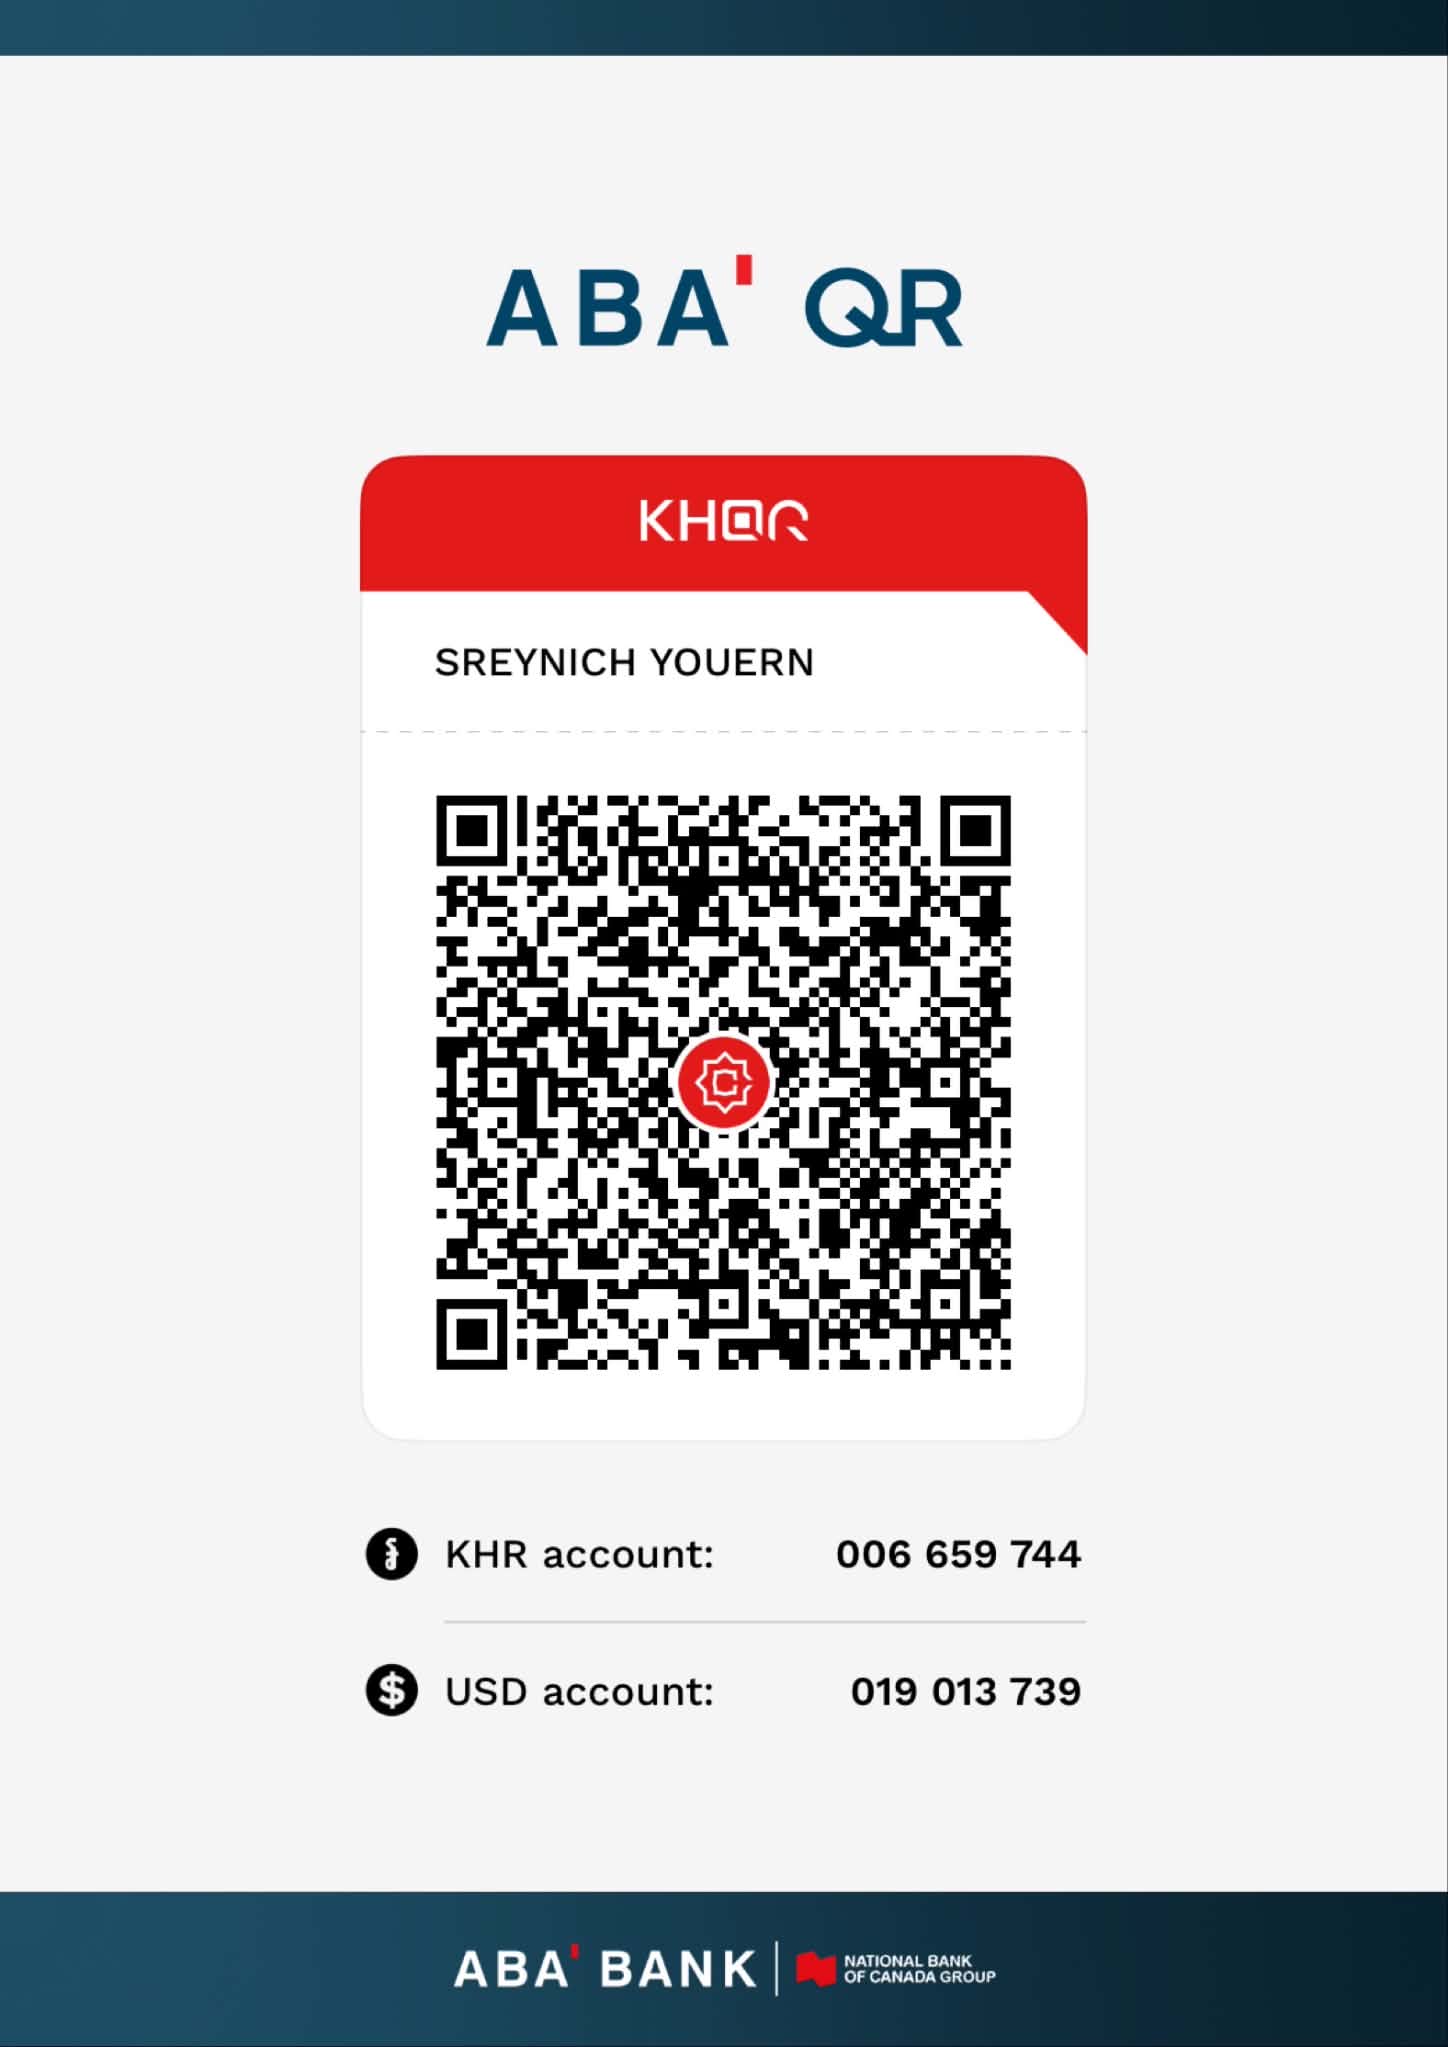 ABA' QR
KHQR
SREYNICH YOUERN
KHR account: 006 659 744
USD account: 019 013 739
ABA' BANK | NATIONAL BANK
OF CANADA GROUP